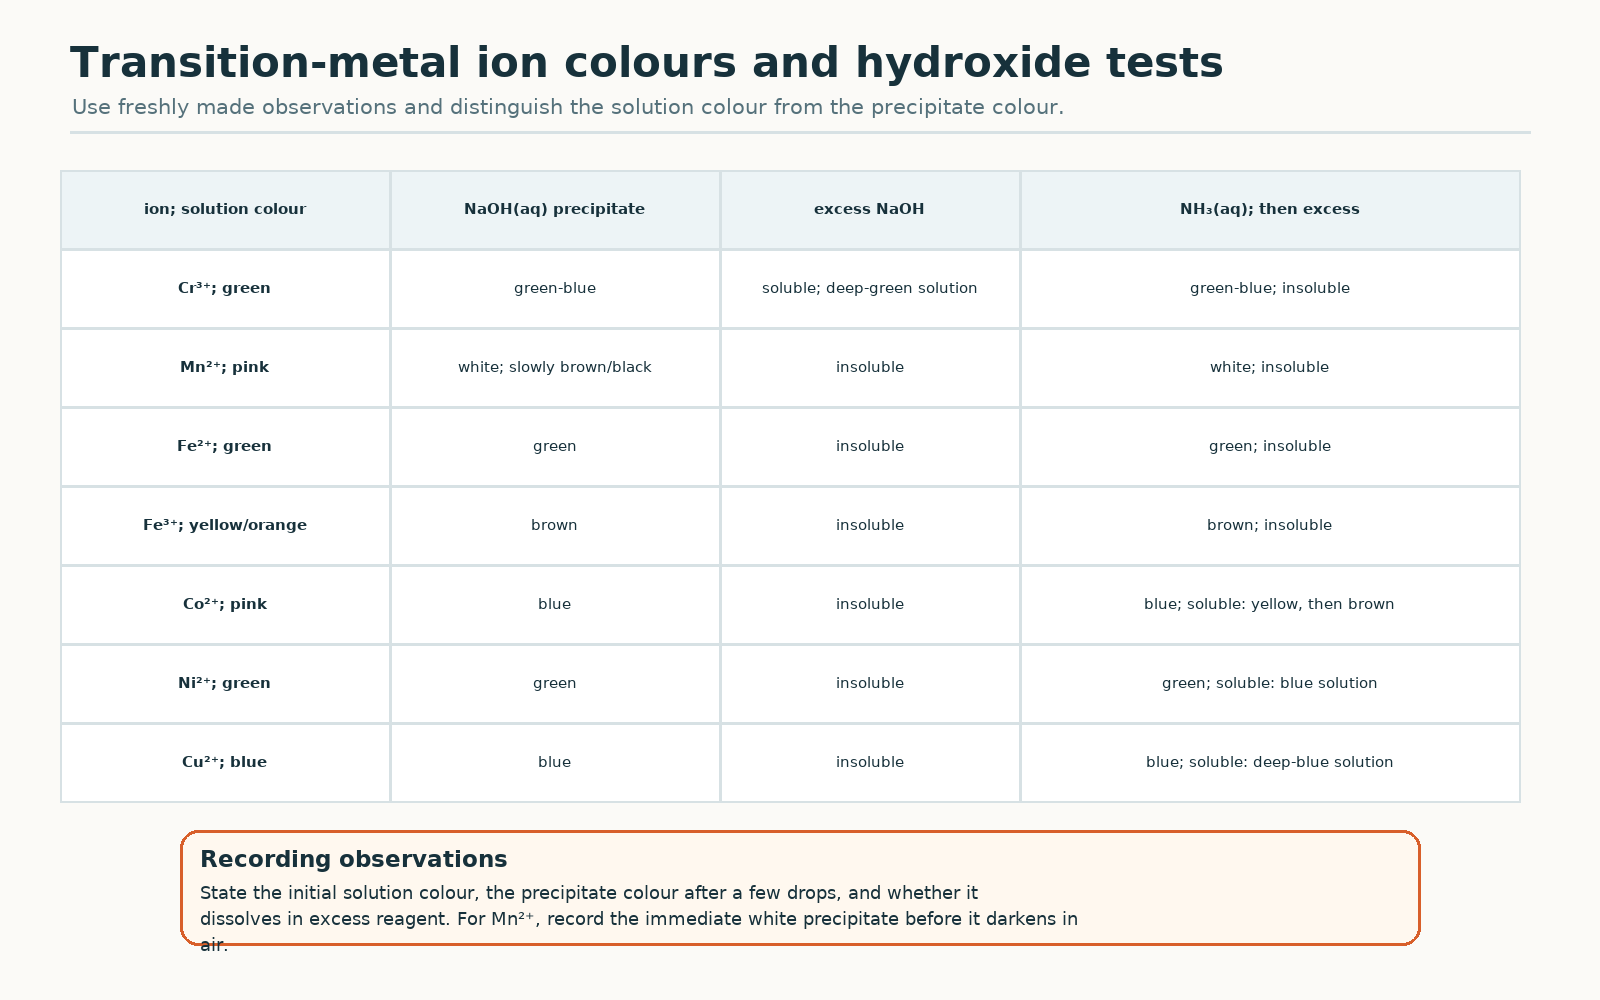 Transition-metal ion colours and hydroxide tests
Use freshly made observations and distinguish the solution colour from the precipitate colour.
ion; solution colour NaOH(aq) precipitate excess NaOH NH₃(aq); then excess
Cr³⁺; green green-blue soluble; deep-green solution green-blue; insoluble
Mn²⁺; pink white; slowly brown/black insoluble white; insoluble
Fe²⁺; green green insoluble green; insoluble
Fe³⁺; yellow/orange brown insoluble brown; insoluble
Co²⁺; pink blue insoluble blue; soluble: yellow, then brown
Ni²⁺; green green insoluble green; soluble: blue solution
Cu²⁺; blue blue insoluble blue; soluble: deep-blue solution
Recording observations
State the initial solution colour, the precipitate colour after a few drops, and whether it
dissolves in excess reagent. For Mn²⁺, record the immediate white precipitate before it darkens in
air.